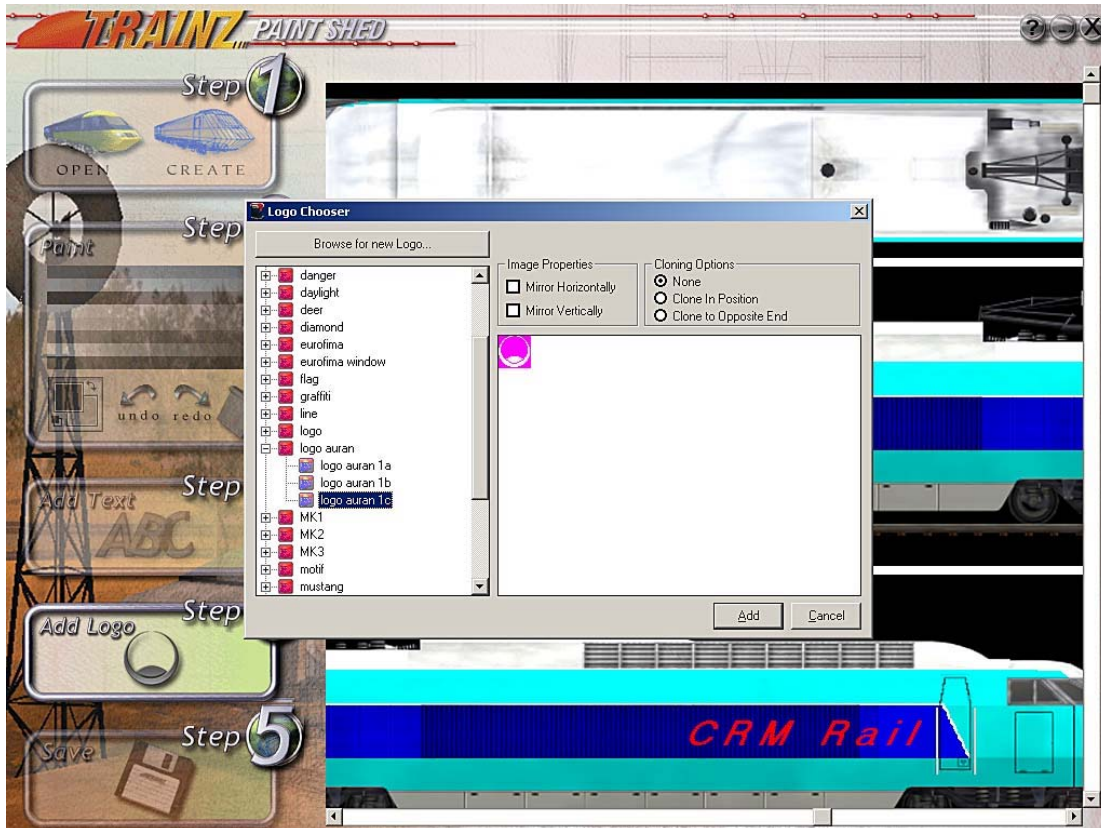 TRAINZ PAINT SHED
?
Step 1
OPEN CREATE
Step
Paint
undo redo
Step
Add Text
ABC
Step
Add Logo
Step 5
Save
Logo Chooser
Browse for new Logo...
danger
daylight
deer
diamond
eurofima
eurofima window
flag
graffiti
line
logo
logo auran
logo auran 1a
logo auran 1b
logo auran 1c
MK1
MK2
MK3
motif
mustang
Image Properties
Mirror Horizontally
Mirror Vertically
Cloning Options
None
Clone In Position
Clone to Opposite End
Add Cancel
CRM Rail